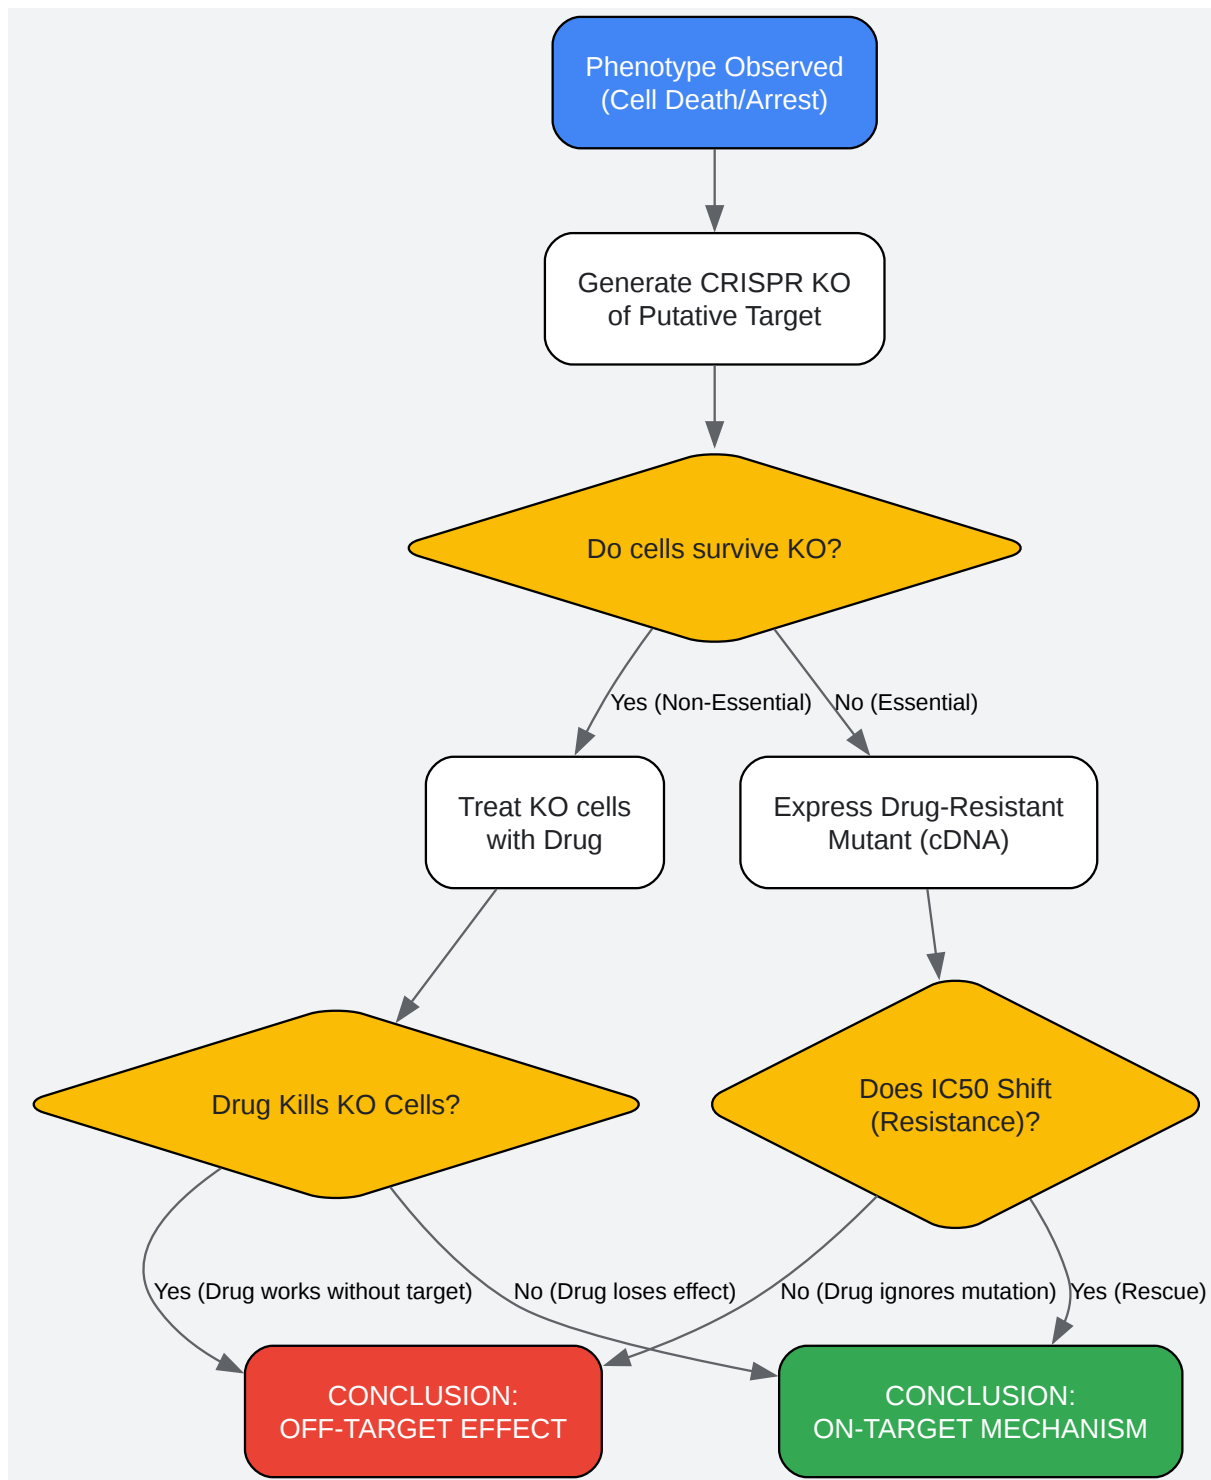 Phenotype Observed
(Cell Death/Arrest)
Generate CRISPR KO
of Putative Target
Do cells survive KO?
Yes (Non-Essential)
No (Essential)
Treat KO cells
with Drug
Express Drug-Resistant
Mutant (cDNA)
Drug Kills KO Cells?
Does IC50 Shift
(Resistance)?
Yes (Drug works without target)
No (Drug loses effect)
No (Drug ignores mutation)
Yes (Rescue)
CONCLUSION:
OFF-TARGET EFFECT
CONCLUSION:
ON-TARGET MECHANISM